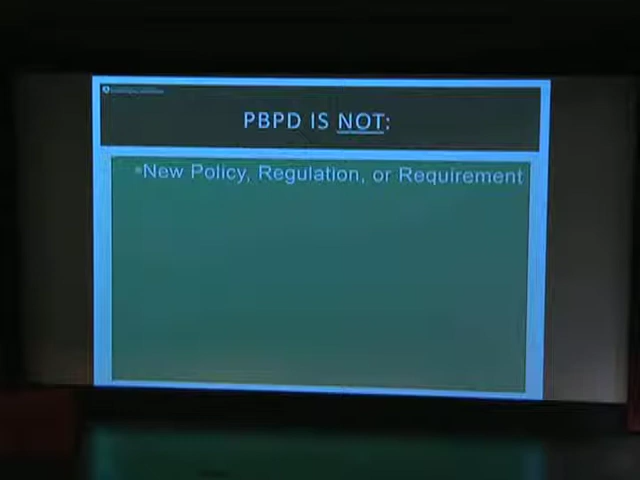 PBPD IS NOT:
▪New Policy, Regulation, or Requirement